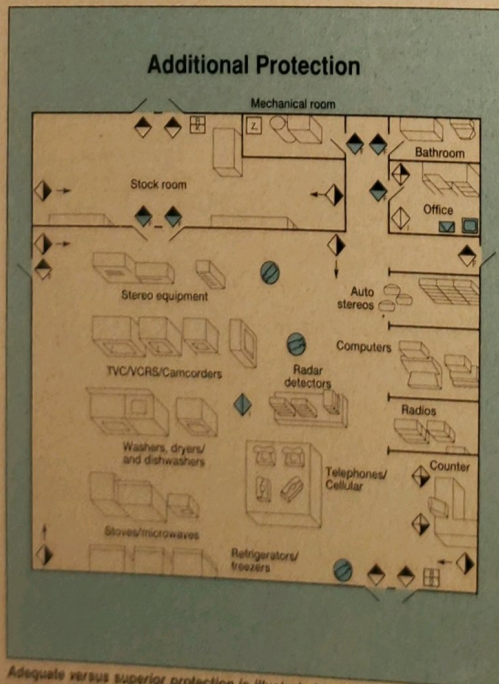 Additional Protection
Mechanical room
Bathroom
Stock room
Office
Stereo equipment
Auto
stereos
Computers
TVC/VCRS/Camcorders
Radar
detectors
Radios
Washers, dryers/
and dishwashers
Telephones/
Cellular
Counter
Stoves/microwaves
Refrigerators/
freezers
Adequate versus superior protection is